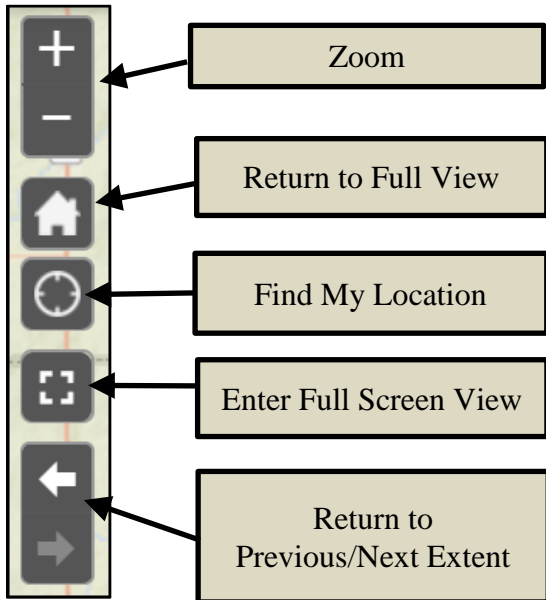 Zoom
Return to Full View
Find My Location
Enter Full Screen View
Return to
Previous/Next Extent